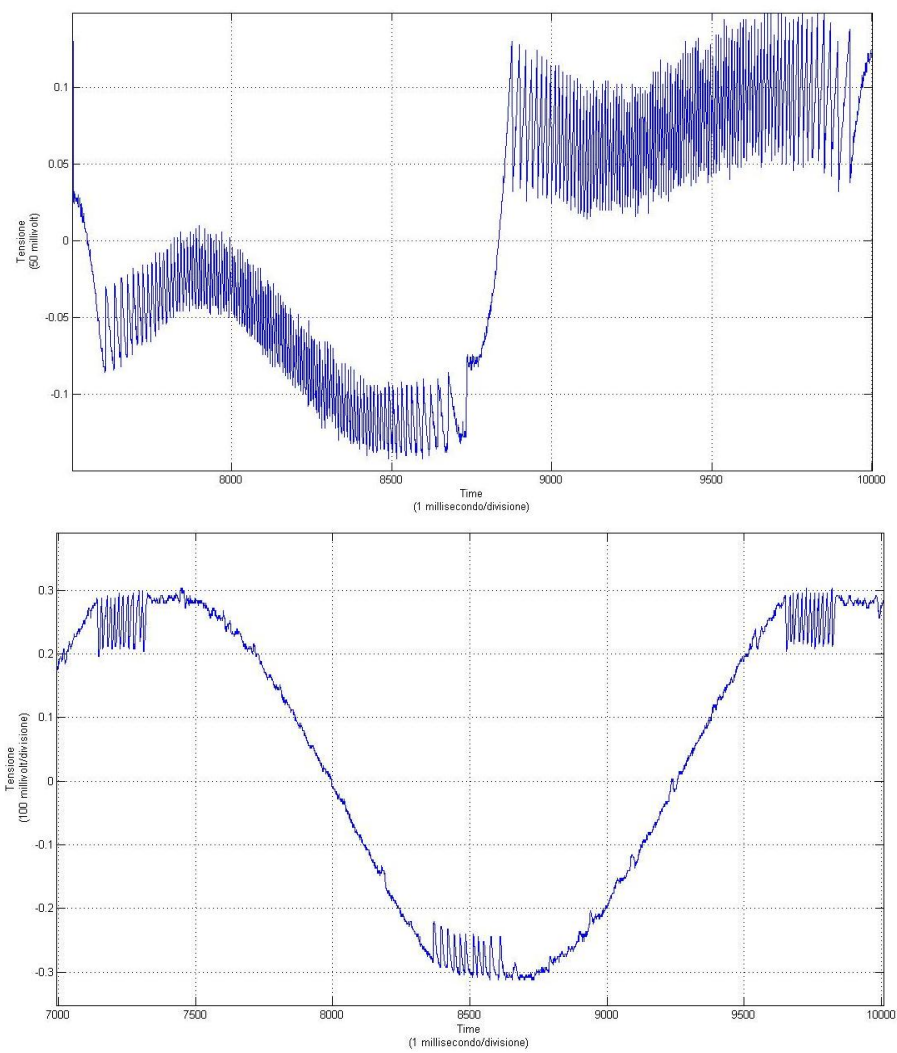 0.1
0.05
0
-0.05
-0.1
Tensione
(50 millivolt)
8000 8500 9000 9500 10000
Time
(1 millisecondo/divisione)
0.3
0.2
0.1
0
-0.1
-0.2
-0.3
Tensione
(100 millivolt/divisione)
7000 7500 8000 8500 9000 9500 10000
Time
(1 millisecondo/divisione)